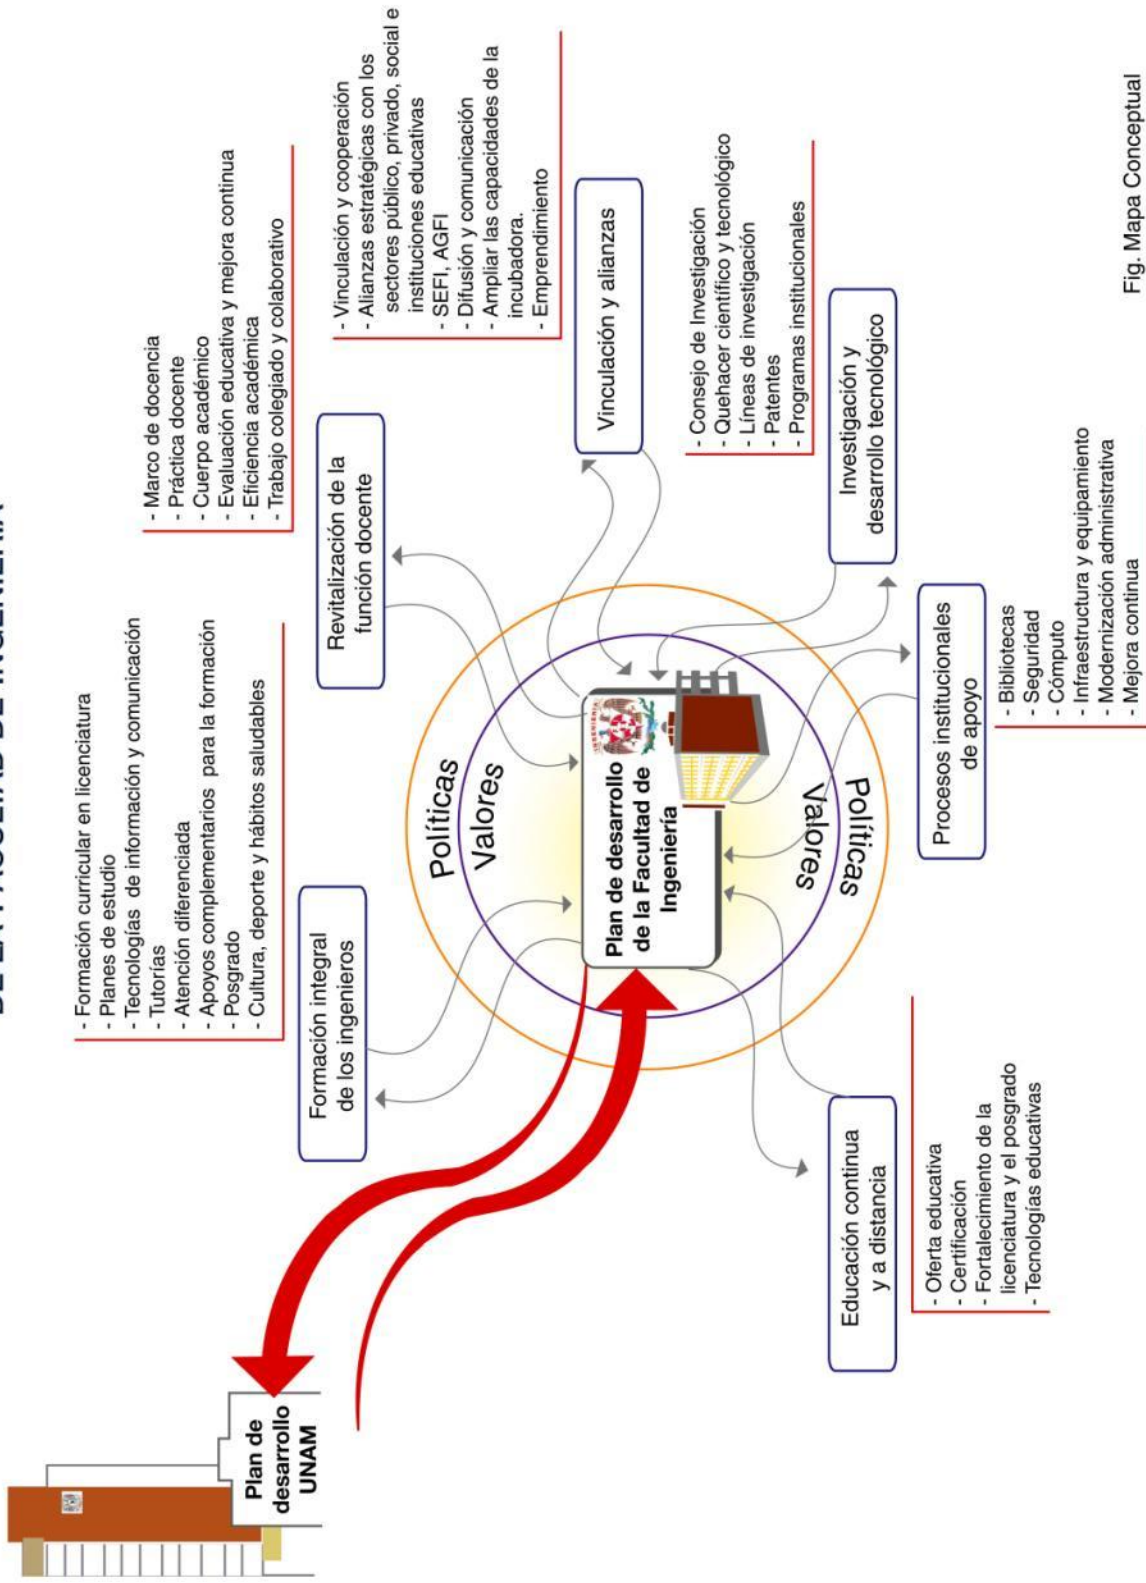 DE LA FACULTAD DE INGENIERÍA
Plan de
desarrollo
UNAM
- Formación curricular en licenciatura
- Planes de estudio
- Tecnologías de información y comunicación
- Tutorías
- Atención diferenciada
- Apoyos complementarios para la formación
- Posgrado
- Cultura, deporte y hábitos saludables
Formación integral
de los ingenieros
- Marco de docencia
- Práctica docente
- Cuerpo académico
- Evaluación educativa y mejora continua
- Eficiencia académica
- Trabajo colegiado y colaborativo
Revitalización de la
función docente
- Vinculación y cooperación
- Alianzas estratégicas con los
sectores público, privado, social e
instituciones educativas
- SEFI, AGFI
- Difusión y comunicación
- Ampliar las capacidades de la
incubadora.
- Emprendimiento
Vinculación y alianzas
Políticas
Valores
Plan de desarrollo
de la Facultad de
Ingeniería
INGENIERIA
Valores
Políticas
- Consejo de Investigación
- Quehacer científico y tecnológico
- Líneas de investigación
- Patentes
- Programas institucionales
Investigación y
desarrollo tecnológico
Educación continua
y a distancia
- Oferta educativa
- Certificación
- Fortalecimiento de la
licenciatura y el posgrado
- Tecnologías educativas
Procesos institucionales
de apoyo
- Bibliotecas
- Seguridad
- Cómputo
- Infraestructura y equipamiento
- Modernización administrativa
- Mejora continua
Fig. Mapa Conceptual